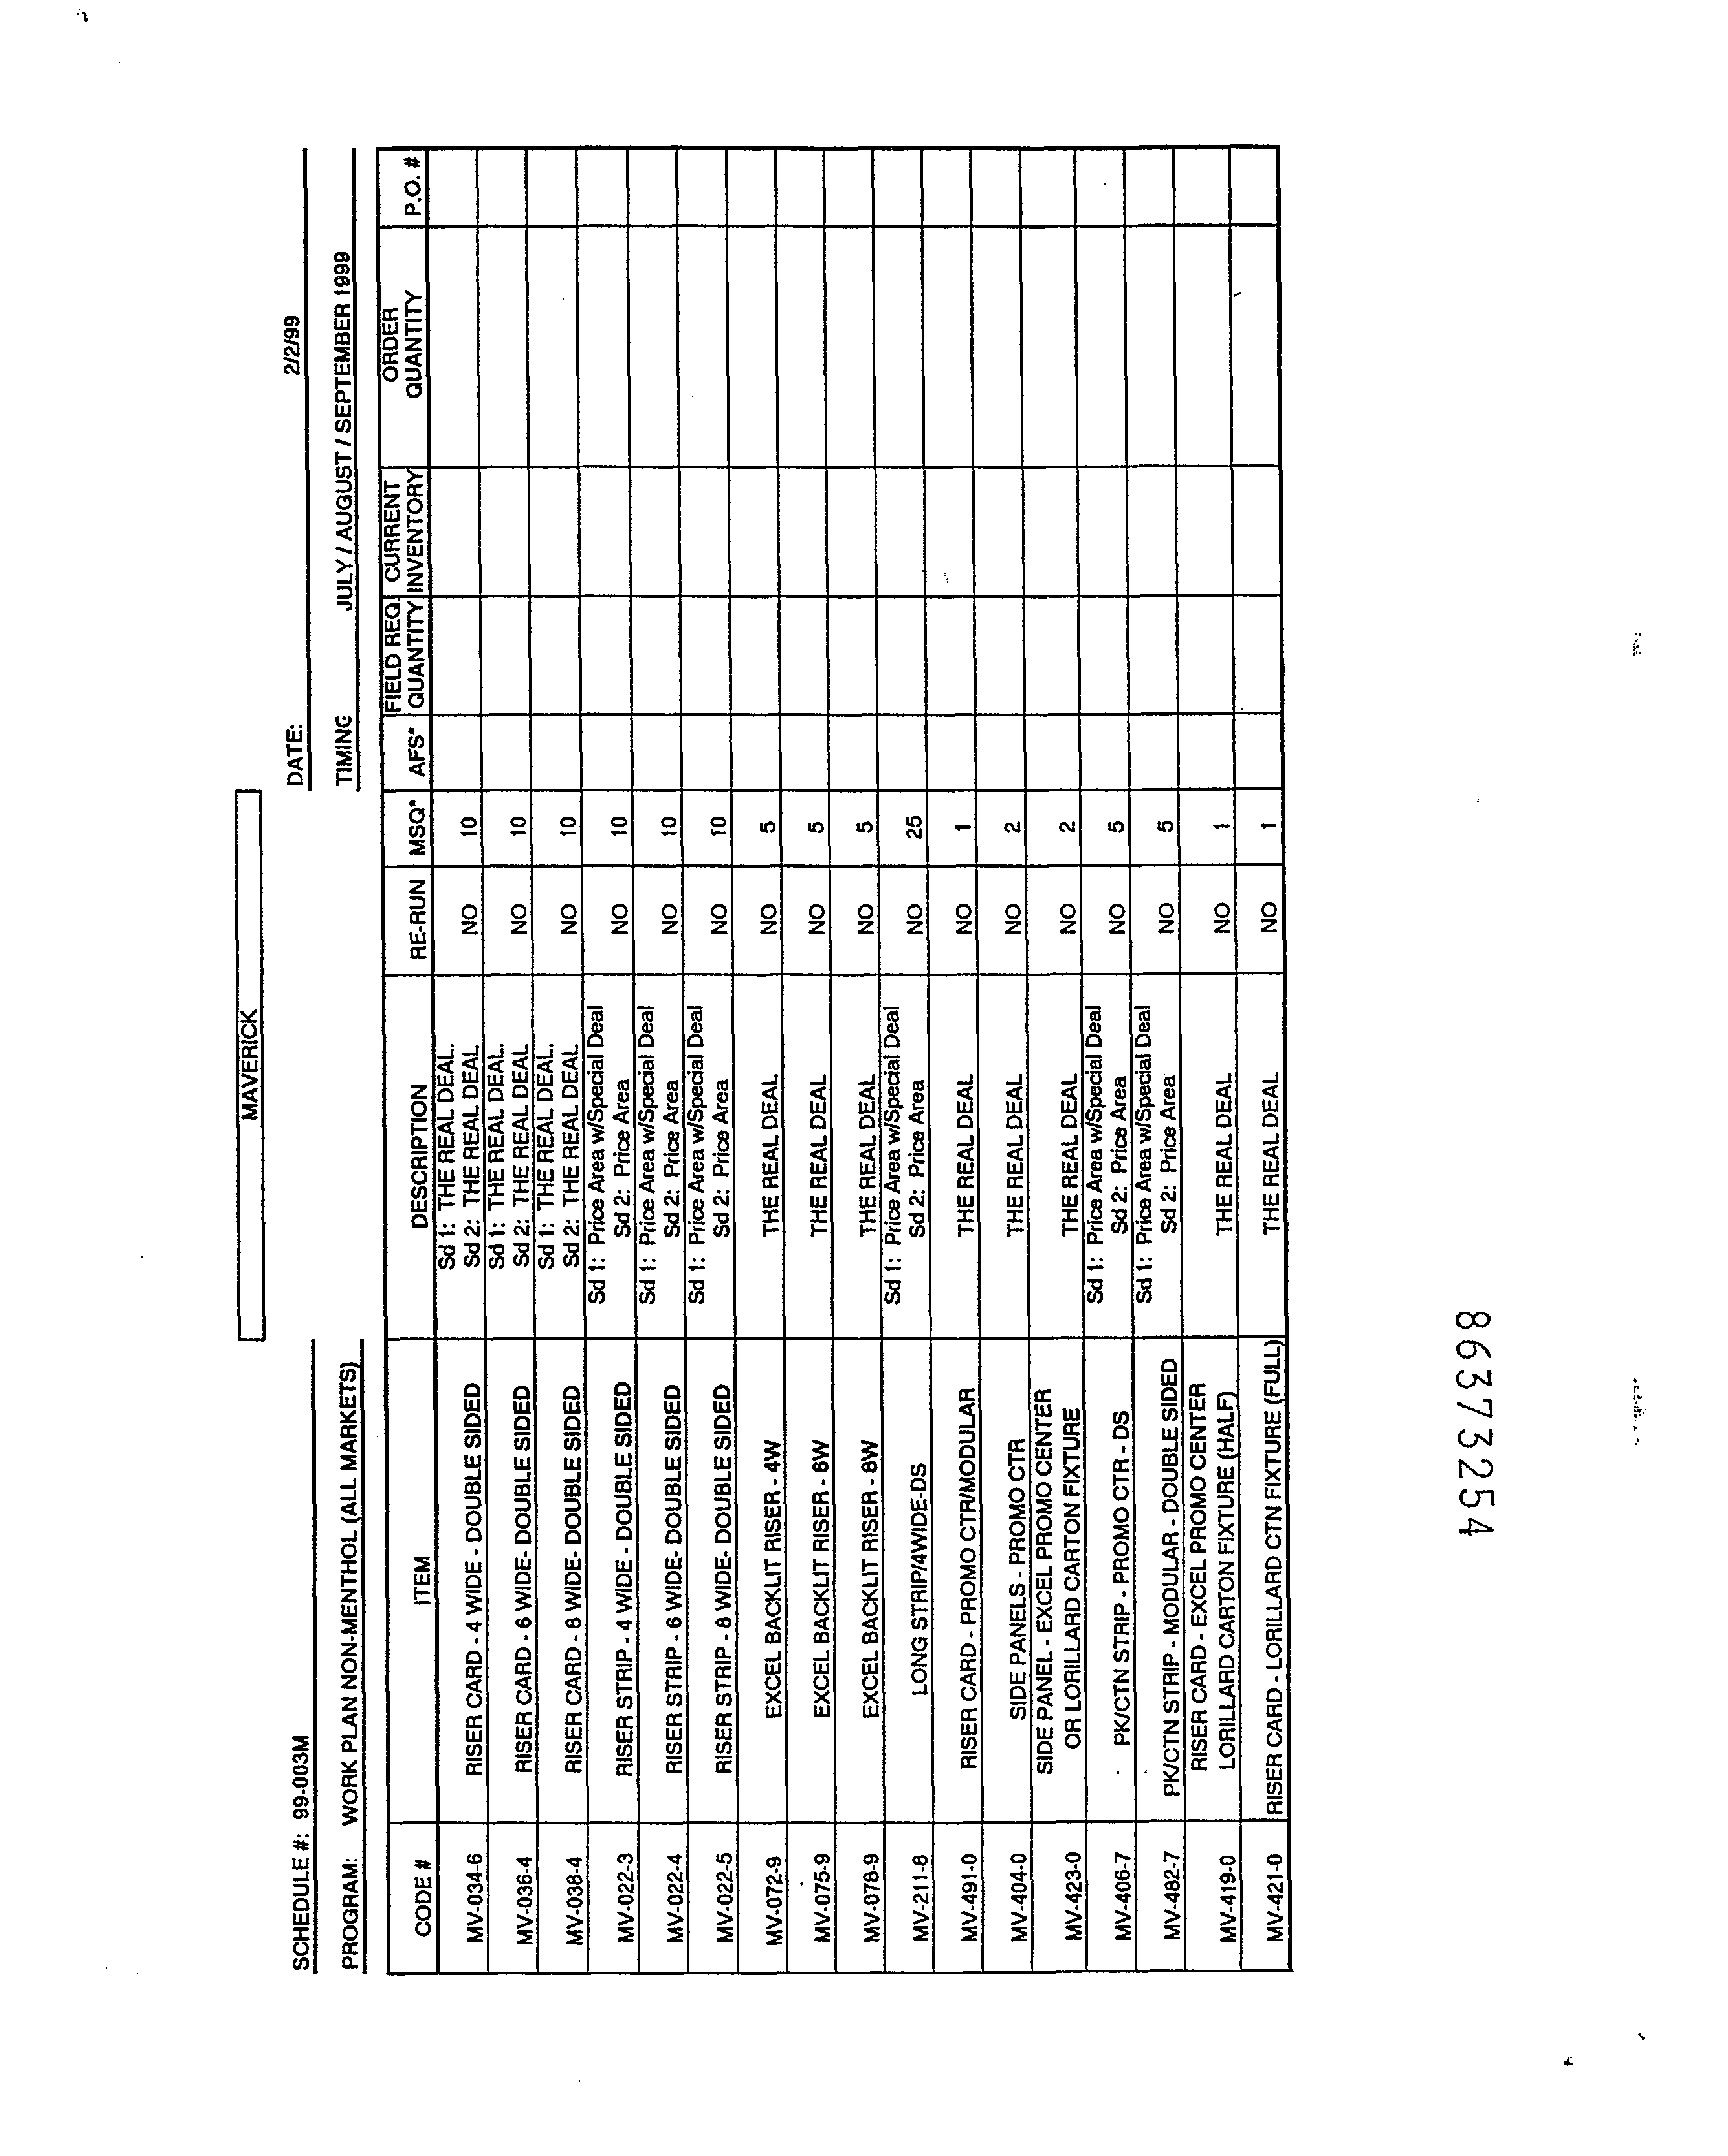 MAVERICK
SCHEDULE #: 99-003M DATE: 2/2/99
PROGRAM: WORK PLAN NON-MENTHOL (ALL MARKETS) TIMING JULY / AUGUST / SEPTEMBER 1999
CODE # ITEM DESCRIPTION RE-RUN MSQ* AFS* FIELD REQ. QUANTITY CURRENT INVENTORY ORDER QUANTITY P.O. #
MV-034-6 RISER CARD - 4 WIDE - DOUBLE SIDED Sd 1: THE REAL DEAL. NO 10
Sd 2: THE REAL DEAL
MV-036-4 RISER CARD - 6 WIDE- DOUBLE SIDED Sd 1: THE REAL DEAL. NO 10
Sd 2: THE REAL DEAL
MV-038-4 RISER CARD - 8 WIDE- DOUBLE SIDED Sd 1: THE REAL DEAL. NO 10
Sd 2: THE REAL DEAL
MV-022-3 RISER STRIP - 4 WIDE - DOUBLE SIDED Sd 1: Price Area w/Special Deal NO 10
Sd 2: Price Area
MV-022-4 RISER STRIP - 6 WIDE- DOUBLE SIDED Sd 1: Price Area w/Special Deal NO 10
Sd 2: Price Area
MV-022-5 RISER STRIP - 8 WIDE- DOUBLE SIDED Sd 1: Price Area w/Special Deal NO 10
Sd 2: Price Area
MV-072-9 EXCEL BACKLIT RISER - 4W THE REAL DEAL NO 5
MV-075-9 EXCEL BACKLIT RISER - 6W THE REAL DEAL NO 5
MV-078-9 EXCEL BACKLIT RISER - 8W THE REAL DEAL NO 5
MV-211-8 LONG STRIP/4WIDE-DS Sd 1: Price Area w/Special Deal NO 25
Sd 2: Price Area
MV-491-0 RISER CARD - PROMO CTR/MODULAR THE REAL DEAL NO 1
MV-404-0 SIDE PANELS - PROMO CTR THE REAL DEAL NO 2
SIDE PANEL - EXCEL PROMO CENTER
MV-423-0 OR LORILLARD CARTON FIXTURE THE REAL DEAL NO 2
MV-406-7 PK/CTN STRIP - PROMO CTR - DS Sd 1: Price Area w/Special Deal NO 5
Sd 2: Price Area
MV-482-7 PK/CTN STRIP - MODULAR - DOUBLE SIDED Sd 1: Price Area w/Special Deal NO 5
Sd 2: Price Area
RISER CARD - EXCEL PROMO CENTER
MV-419-0 LORILLARD CARTON FIXTURE (HALF) THE REAL DEAL NO 1
MV-421-0 RISER CARD - LORILLARD CTN FIXTURE (FULL) THE REAL DEAL NO 1
86373254